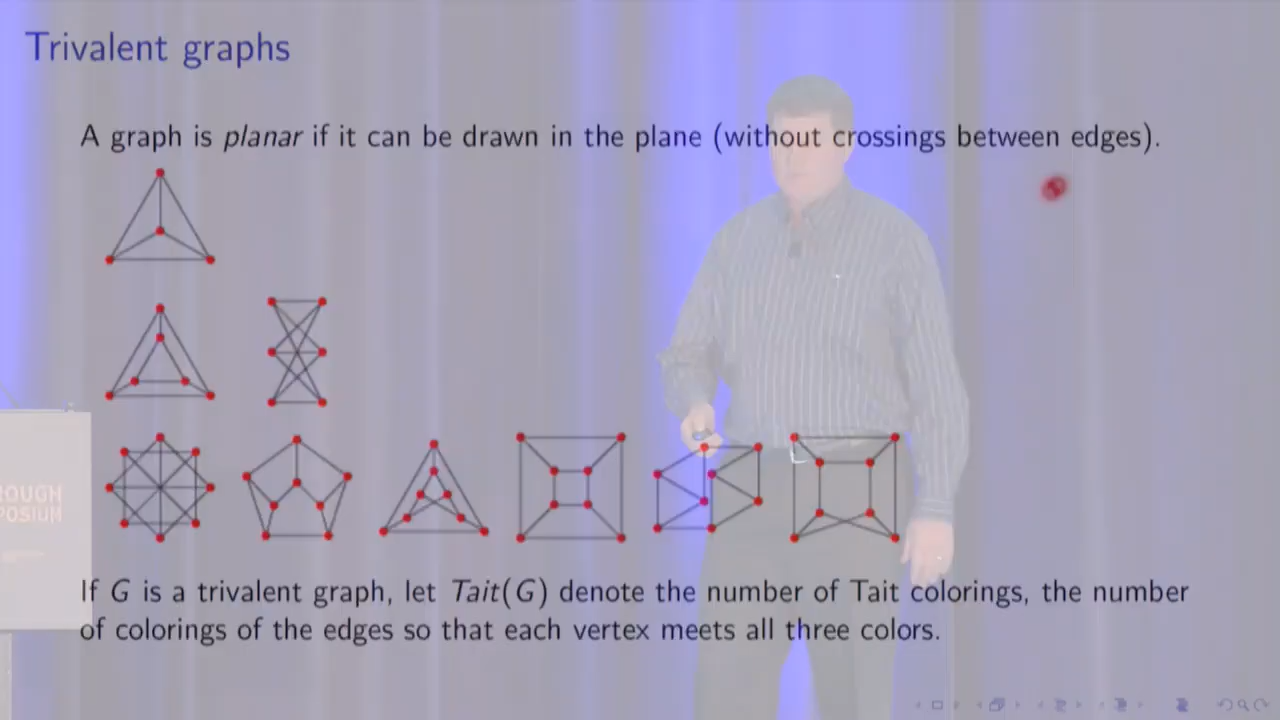 Trivalent graphs
A graph is planar if it can be drawn in the plane (without crossings between edges).
ROUGH
POSIUM
If G is a trivalent graph, let Tait(G) denote the number of Tait colorings, the number
of colorings of the edges so that each vertex meets all three colors.